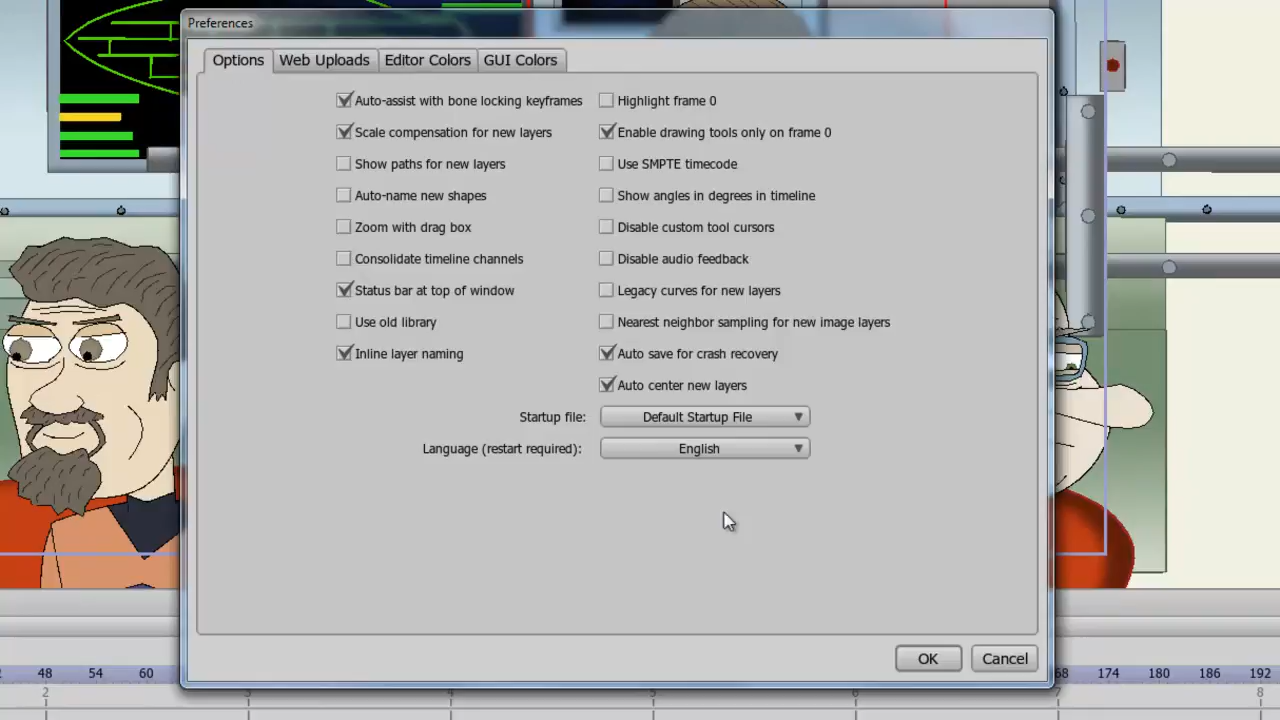 Preferences
Options Web Uploads Editor Colors GUI Colors
Auto-assist with bone locking keyframes Highlight frame 0
Scale compensation for new layers Enable drawing tools only on frame 0
Show paths for new layers Use SMPTE timecode
Auto-name new shapes Show angles in degrees in timeline
Zoom with drag box Disable custom tool cursors
Consolidate timeline channels Disable audio feedback
Status bar at top of window Legacy curves for new layers
Use old library Nearest neighbor sampling for new image layers
Inline layer naming Auto save for crash recovery
Auto center new layers
Startup file: Default Startup File
Language (restart required): English
OK Cancel
48 54 60 68 174 180 186 192
2 3 4 5 6 7 8